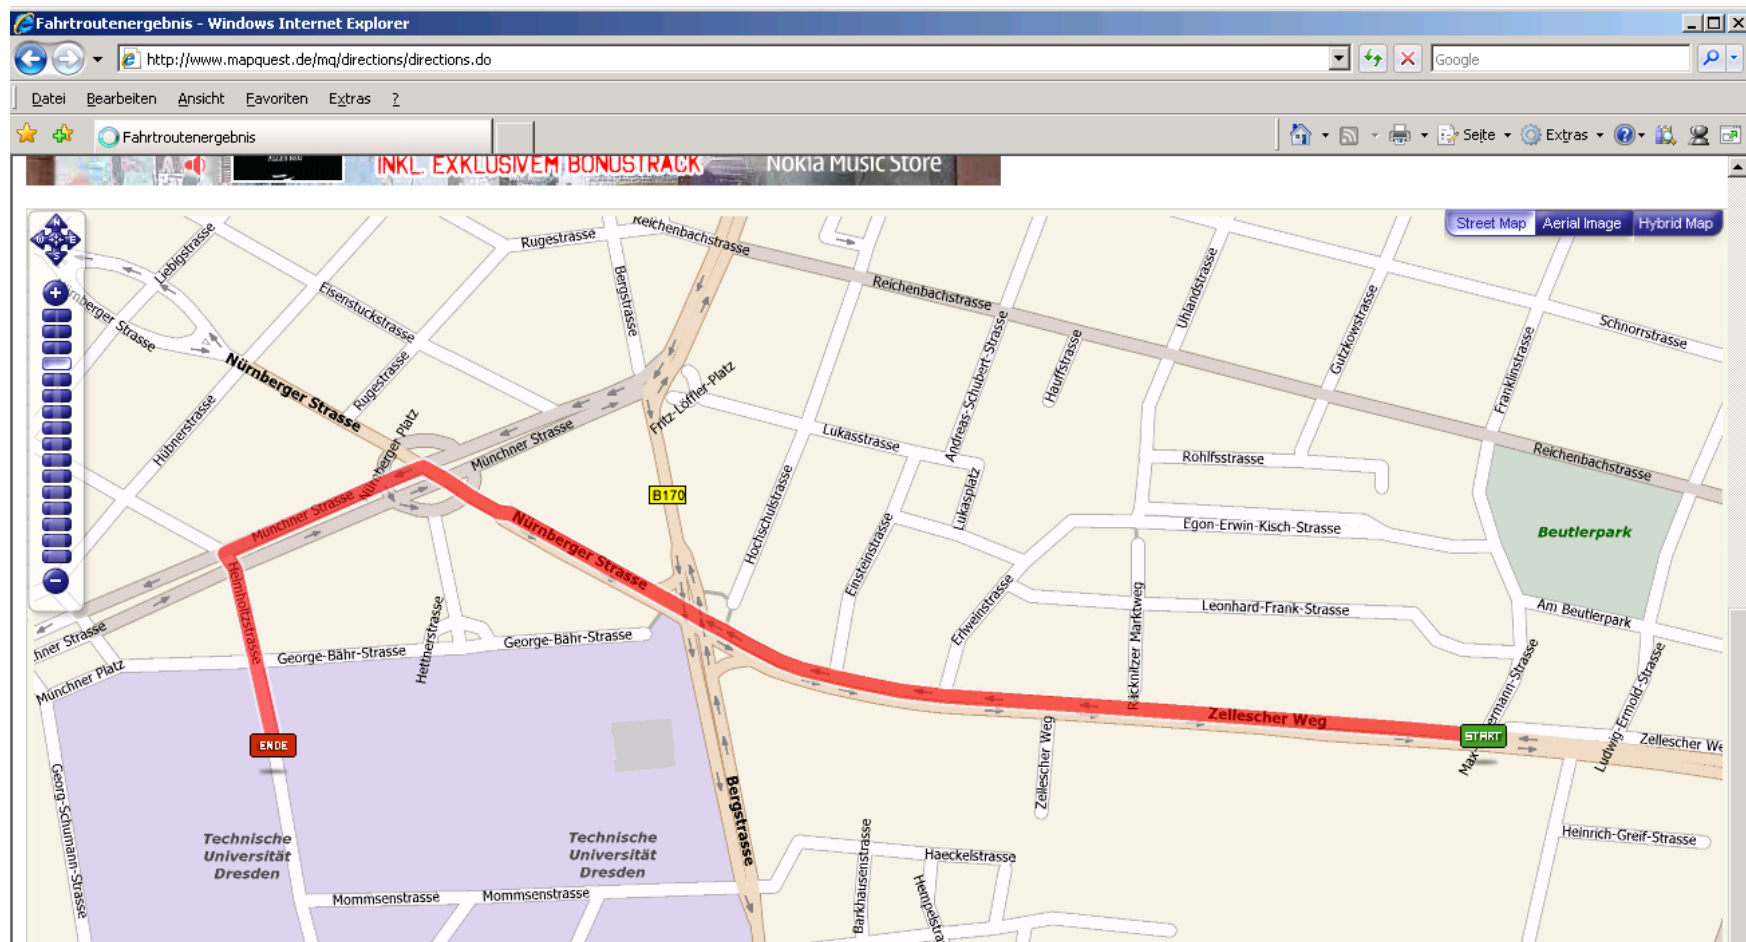 Fahrtroutenergebnis - Windows Internet Explorer
http://www.mapquest.de/mq/directions/directions.do
Google
Datei Bearbeiten Ansicht Favoriten Extras ?
Fahrtroutenergebnis
Seite Extras
INKL. EXKLUSIVEM BONUSTRACK
Nokia Music Store
Street Map Aerial Image Hybrid Map
N
E
S
Liebigstrasse
Rugestrasse
Reichenbachstrasse
Bergstrasse
Eisenstuckstrasse
Reichenbachstrasse
Uhlandstrasse
Gutzkowstrasse
Schnorrstrasse
Franklinstrasse
Nürnberger Strasse
Rugestrasse
Hübnerstrasse
Nürnberger Platz
Münchner Strasse
Fritz-Löffler-Platz
Lukasstrasse
Andreas-Schubert-Strasse
Hauffstrasse
Lukasplatz
Rohlfsstrasse
Reichenbachstrasse
B170
Münchner Strasse
Nürnberger Strasse
Hochschulstrasse
Einsteinstrasse
Egon-Erwin-Kisch-Strasse
Beutlerpark
Helmholtzstrasse
Hettnerstrasse
Erlweinstrasse
Räcknitzer Marktweg
Leonhard-Frank-Strasse
Am Beutlerpark
George-Bähr-Strasse
George-Bähr-Strasse
Münchner Platz
Ludwig-Ermold-Strasse
Zellescher Weg
START
ENDE
Zellescher Weg
Georg-Schumann-Strasse
Bergstrasse
Technische
Universität
Dresden
Technische
Universität
Dresden
Heinrich-Greif-Strasse
Haeckelstrasse
Barkhausenstrasse
Mommsenstrasse
Mommsenstrasse